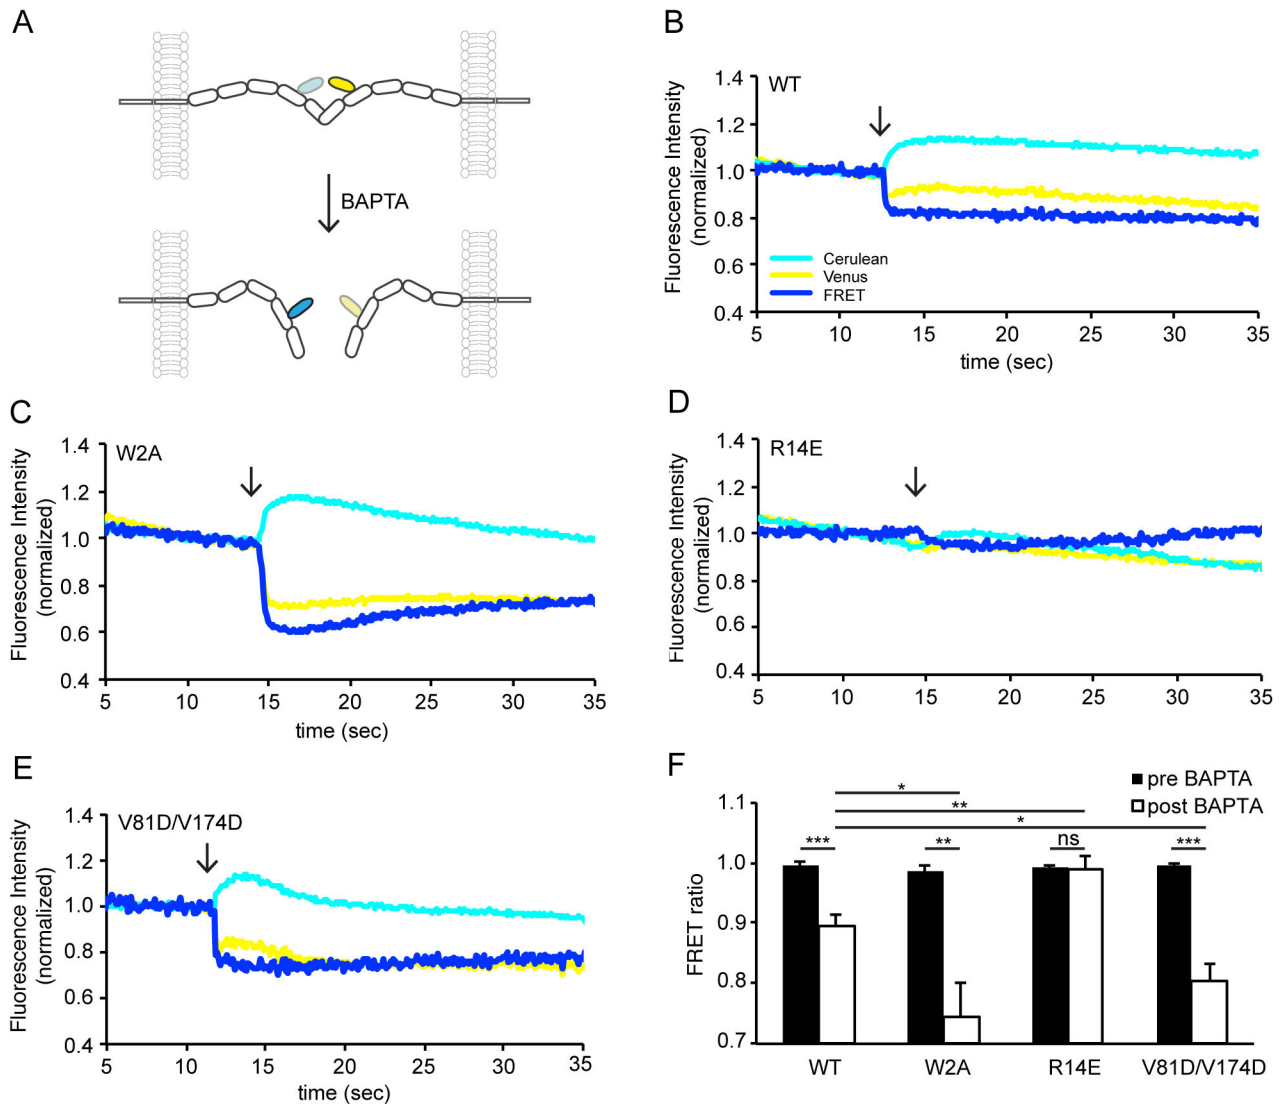 A
BAPTA
B
WT
Fluorescence Intensity
(normalized)
1.4
1.2
1.0
0.8
0.6
0.4
Cerulean
Venus
FRET
5 10 15 20 25 30 35
time (sec)
C
W2A
Fluorescence Intensity
(normalized)
1.4
1.2
1.0
0.8
0.6
0.4
5 10 15 20 25 30 35
time (sec)
D
R14E
Fluorescence Intensity
(normalized)
1.4
1.2
1.0
0.8
0.6
0.4
5 10 15 20 25 30 35
time (sec)
E
V81D/V174D
Fluorescence Intensity
(normalized)
1.4
1.2
1.0
0.8
0.6
0.4
5 10 15 20 25 30 35
time (sec)
F
pre BAPTA
post BAPTA
FRET ratio
1.1
1.0
0.9
0.8
0.7
*
**
*
*** ** ns ***
WT W2A R14E V81D/V174D